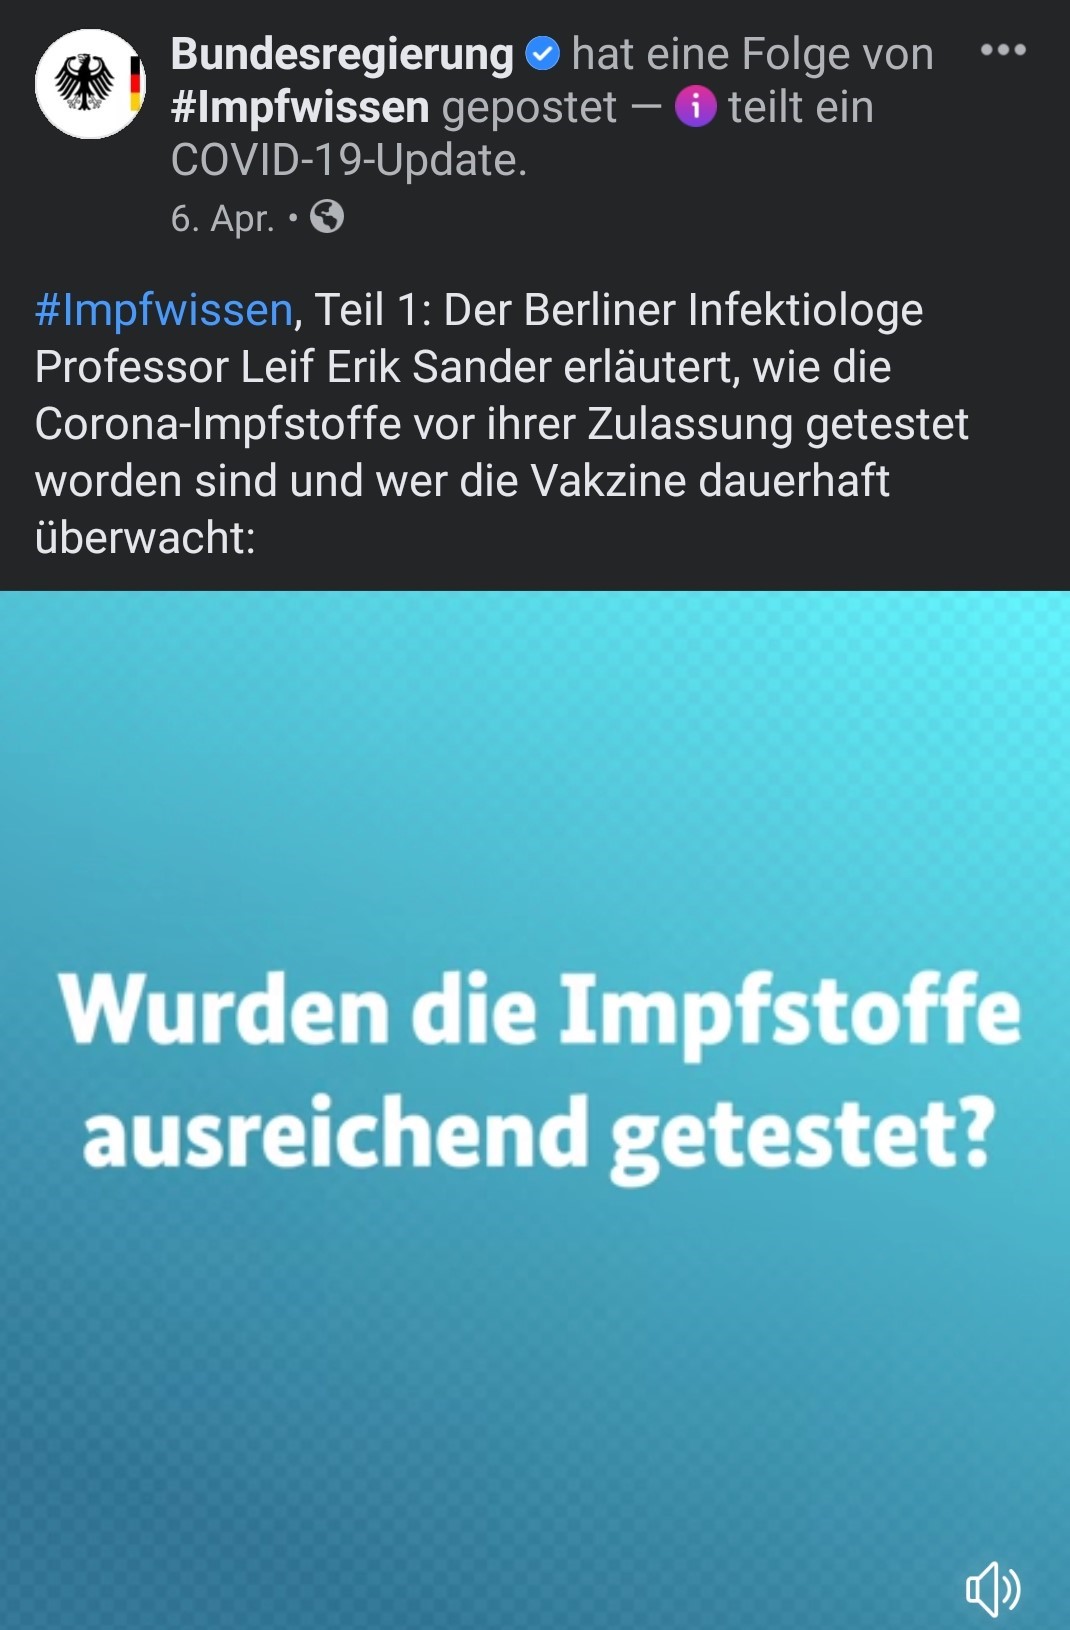 Bundesregierung hat eine Folge von
#Impfwissen gepostet — i teilt ein
COVID-19-Update.
6. Apr. •
#Impfwissen, Teil 1: Der Berliner Infektiologe
Professor Leif Erik Sander erläutert, wie die
Corona-Impfstoffe vor ihrer Zulassung getestet
worden sind und wer die Vakzine dauerhaft
überwacht:
Wurden die Impfstoffe
ausreichend getestet?